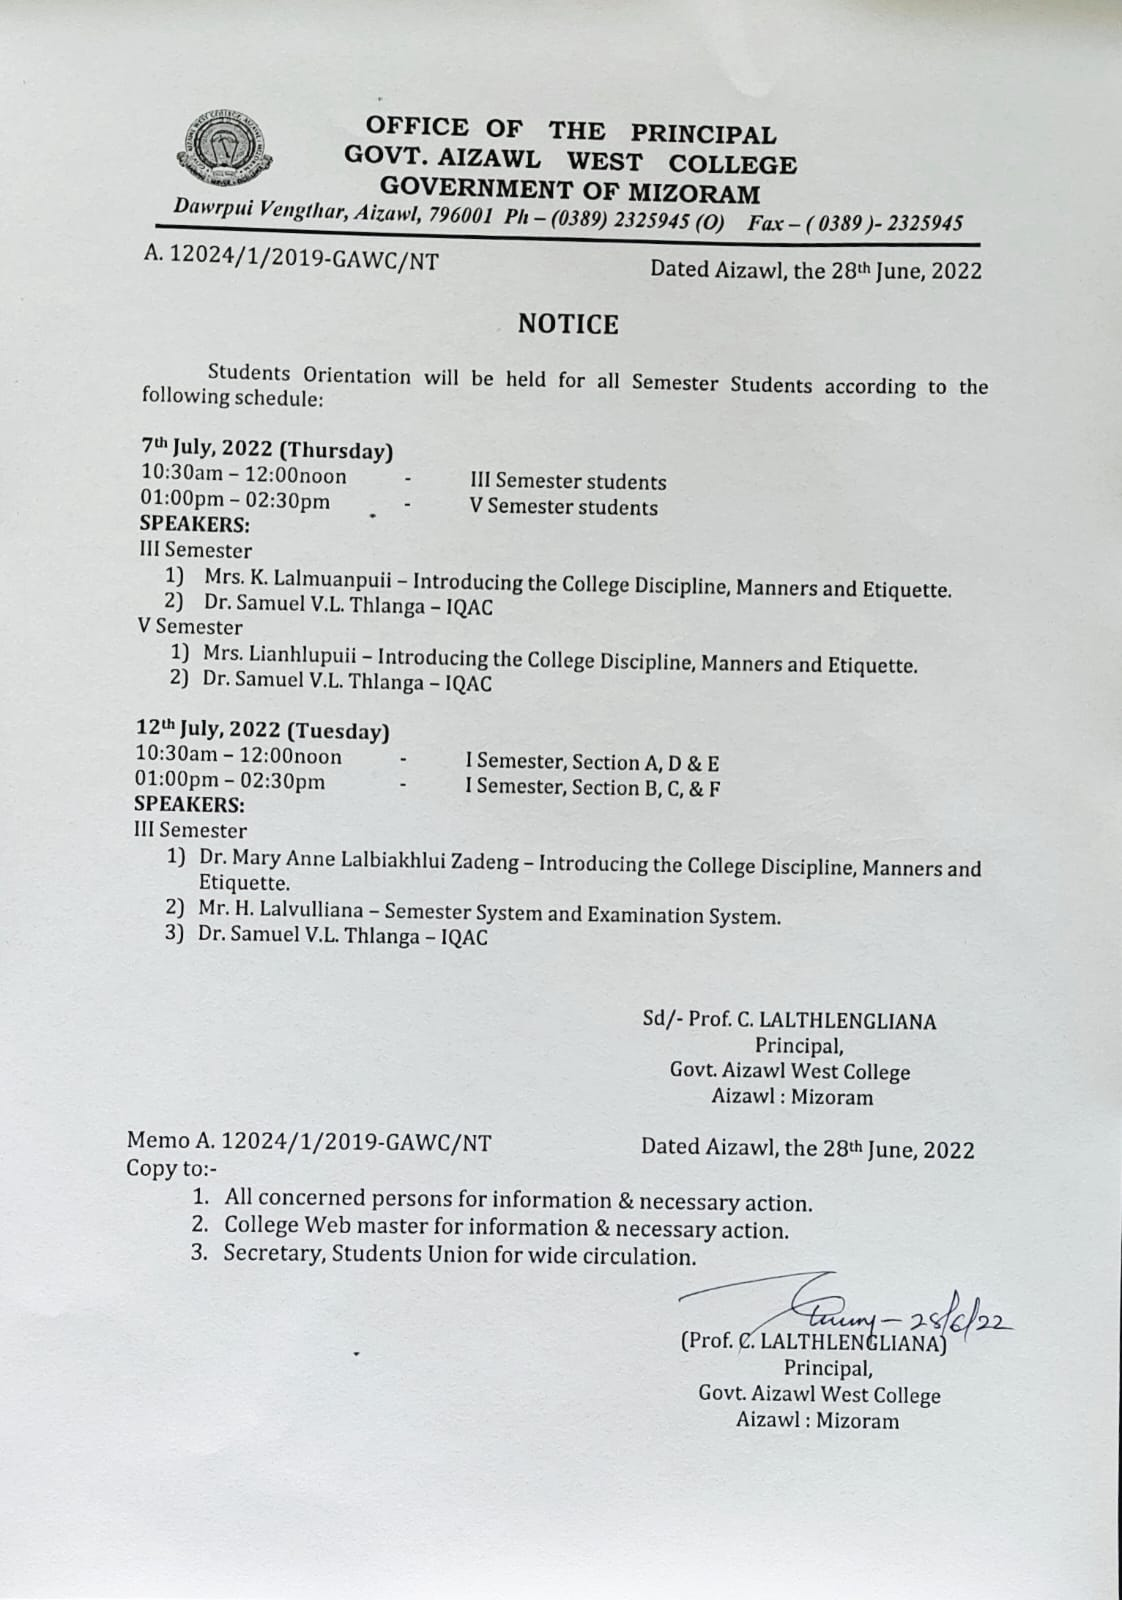 OFFICE OF THE PRINCIPAL
GOVT. AIZAWL WEST COLLEGE
GOVERNMENT OF MIZORAM
Dawrpui Vengthar, Aizawl, 796001 Ph – (0389) 2325945 (O) Fax – ( 0389 )- 2325945
A. 12024/1/2019-GAWC/NT Dated Aizawl, the 28th June, 2022
NOTICE
Students Orientation will be held for all Semester Students according to the
following schedule:
7th July, 2022 (Thursday)
10:30am – 12:00noon - III Semester students
01:00pm – 02:30pm - V Semester students
SPEAKERS:
III Semester
1) Mrs. K. Lalmuanpuii – Introducing the College Discipline, Manners and Etiquette.
2) Dr. Samuel V.L. Thlanga – IQAC
V Semester
1) Mrs. Lianhlupuii – Introducing the College Discipline, Manners and Etiquette.
2) Dr. Samuel V.L. Thlanga – IQAC
12th July, 2022 (Tuesday)
10:30am – 12:00noon - I Semester, Section A, D & E
01:00pm – 02:30pm - I Semester, Section B, C, & F
SPEAKERS:
III Semester
1) Dr. Mary Anne Lalbiakhlui Zadeng – Introducing the College Discipline, Manners and
Etiquette.
2) Mr. H. Lalvulliana – Semester System and Examination System.
3) Dr. Samuel V.L. Thlanga – IQAC
Sd/- Prof. C. LALTHLENGLIANA
Principal,
Govt. Aizawl West College
Aizawl : Mizoram
Memo A. 12024/1/2019-GAWC/NT Dated Aizawl, the 28th June, 2022
Copy to:-
1. All concerned persons for information & necessary action.
2. College Web master for information & necessary action.
3. Secretary, Students Union for wide circulation.
28/6/22
(Prof. C. LALTHLENGLIANA)
Principal,
Govt. Aizawl West College
Aizawl : Mizoram